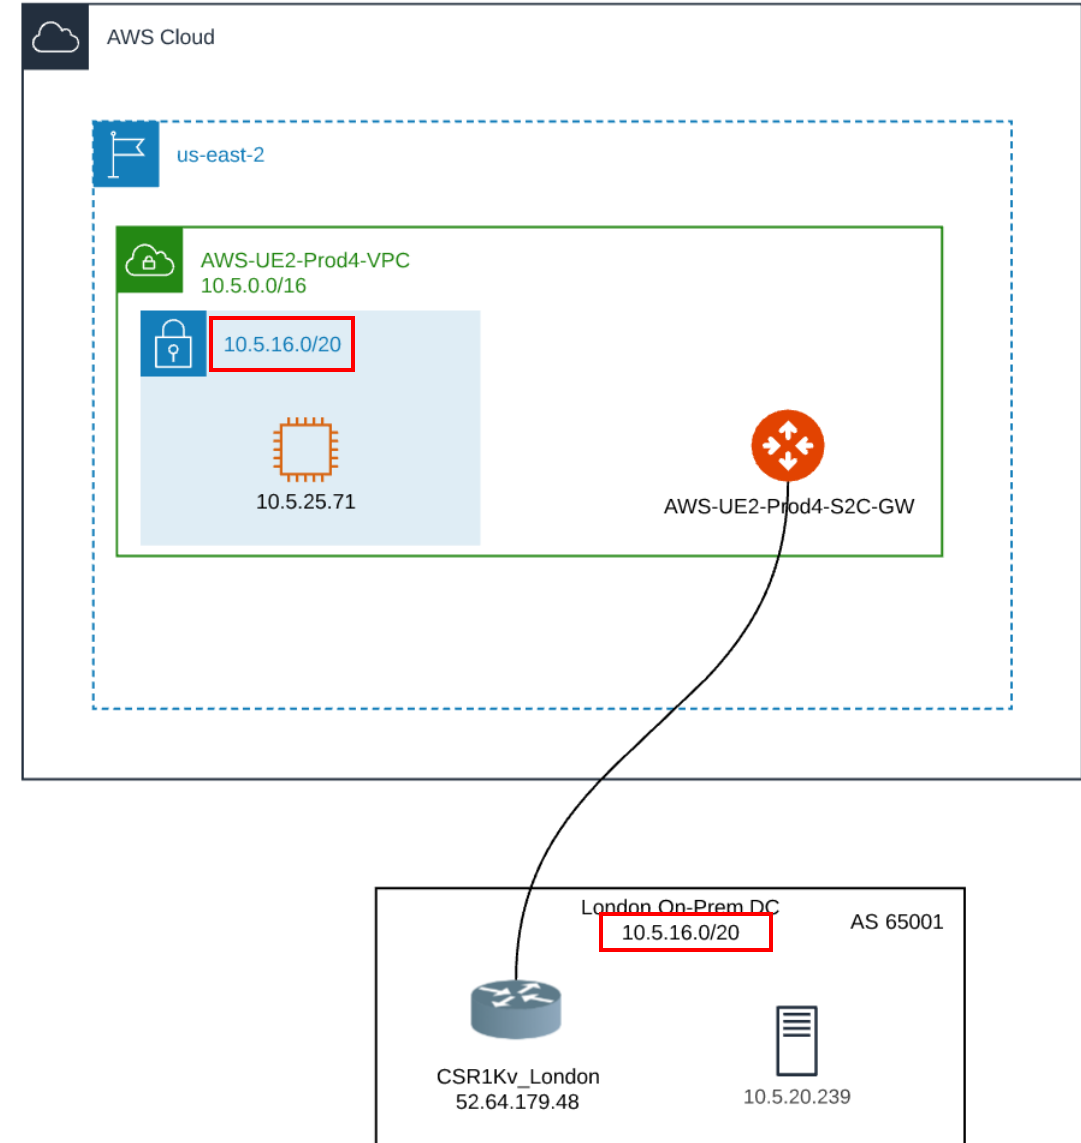 AWS Cloud
us-east-2
AWS-UE2-Prod4-VPC
10.5.0.0/16
10.5.16.0/20
10.5.25.71
AWS-UE2-Prod4-S2C-GW
London On-Prem DC
10.5.16.0/20
AS 65001
CSR1Kv_London
52.64.179.48
10.5.20.239